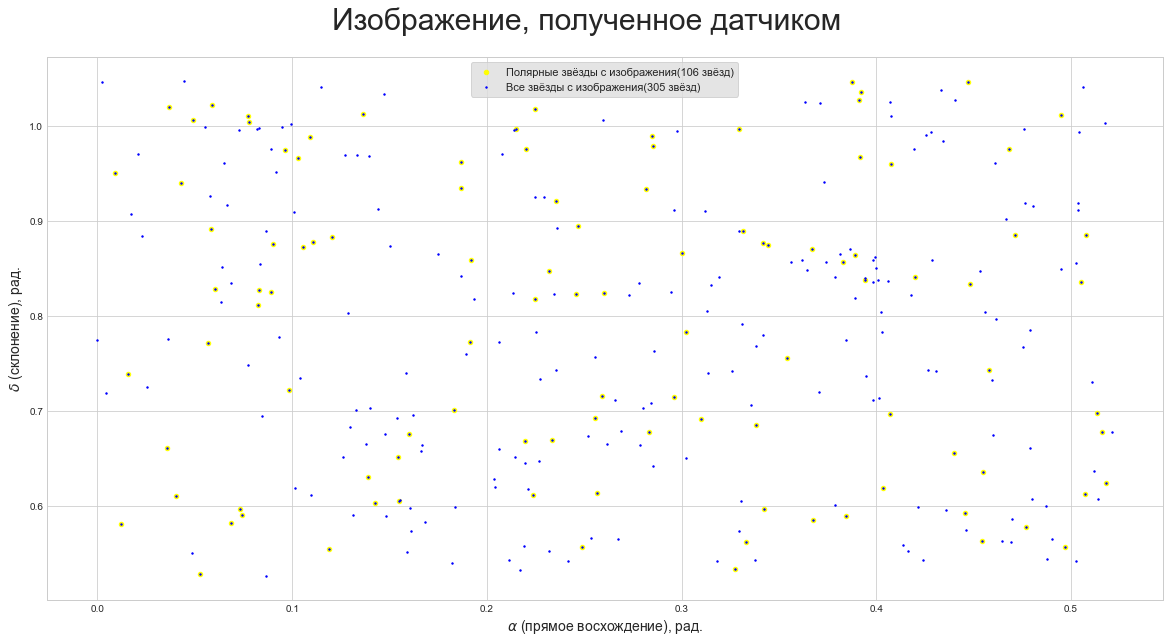 Изображение, полученное датчиком
Полярные звёзды с изображения(106 звёзд)
Все звёзды с изображения(305 звёзд)
δ (склонение), рад.
1.0
0.9
0.8
0.7
0.6
0.0
0.1
0.2
0.3
0.4
0.5
α (прямое восхождение), рад.